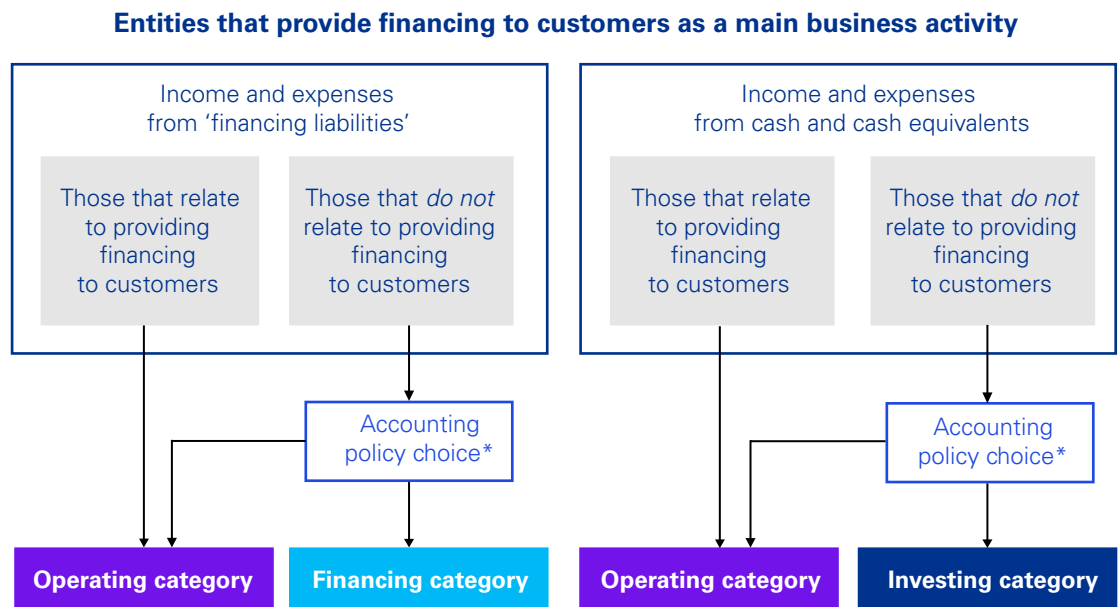 Entities that provide financing to customers as a main business activity
Income and expenses
from ‘financing liabilities’
Those that relate
to providing
financing
to customers
Those that do not
relate to providing
financing
to customers
Accounting
policy choice*
Operating category
Financing category
Income and expenses
from cash and cash equivalents
Those that relate
to providing
financing
to customers
Those that do not
relate to providing
financing
to customers
Accounting
policy choice*
Operating category
Investing category